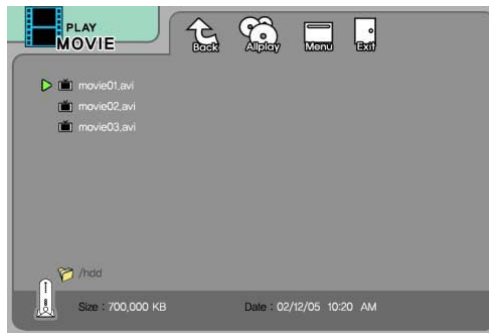 PLAY
MOVIE
Back
Allplay
Menu
Exit
movie01.avi
movie02.avi
movie03.avi
/hdd
Size : 700,000 KB
Date : 02/12/05 10:20 AM